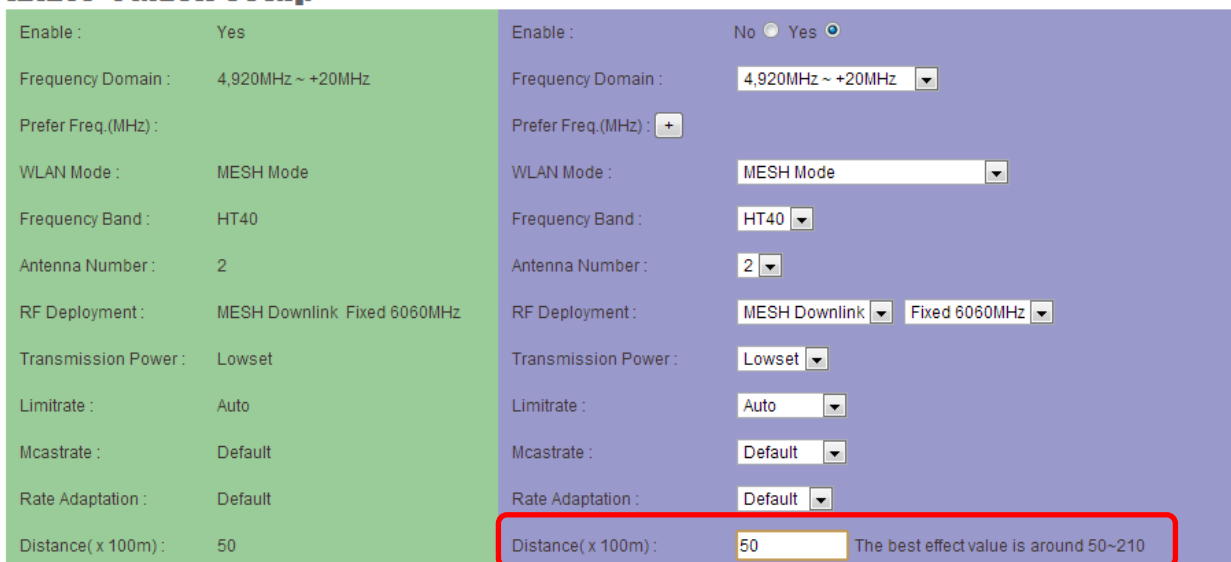 Enable : Yes Enable : No Yes
Frequency Domain : 4,920MHz ~ +20MHz Frequency Domain : 4,920MHz ~ +20MHz
Prefer Freq.(MHz) : Prefer Freq.(MHz) : +
WLAN Mode : MESH Mode WLAN Mode : MESH Mode
Frequency Band : HT40 Frequency Band : HT40
Antenna Number : 2 Antenna Number : 2
RF Deployment : MESH Downlink Fixed 6060MHz RF Deployment : MESH Downlink Fixed 6060MHz
Transmission Power : Lowset Transmission Power : Lowset
Limitrate : Auto Limitrate : Auto
Mcastrate : Default Mcastrate : Default
Rate Adaptation : Default Rate Adaptation : Default
Distance( x 100m) : 50 Distance( x 100m) : 50 The best effect value is around 50~210